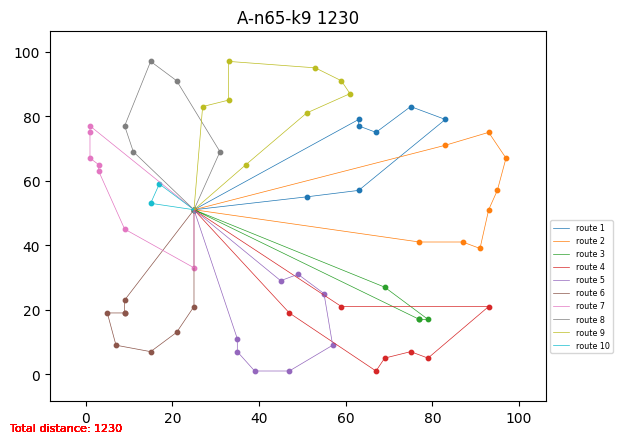 A-n65-k9 1230
100
80
60
40
20
0
0 20 40 60 80 100
route 1
route 2
route 3
route 4
route 5
route 6
route 7
route 8
route 9
route 10
Total distance: 1230